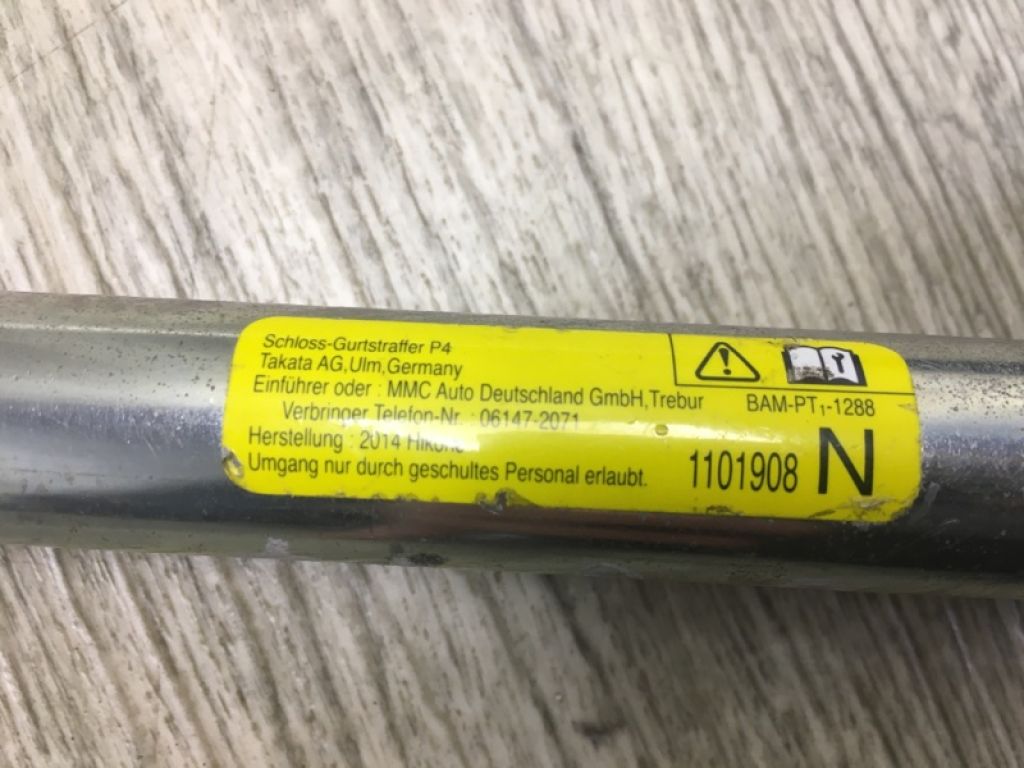 Schloss-Gurtstraffer P4
Takata AG,Ulm,Germany
Einführer oder : MMC Auto Deutschland GmbH,Trebur
Verbringer Telefon-Nr. : 06147-2071
Herstellung : 2014 Hikone
Umgang nur durch geschultes Personal erlaubt.
BAM-PT₁-1288
1101908 N